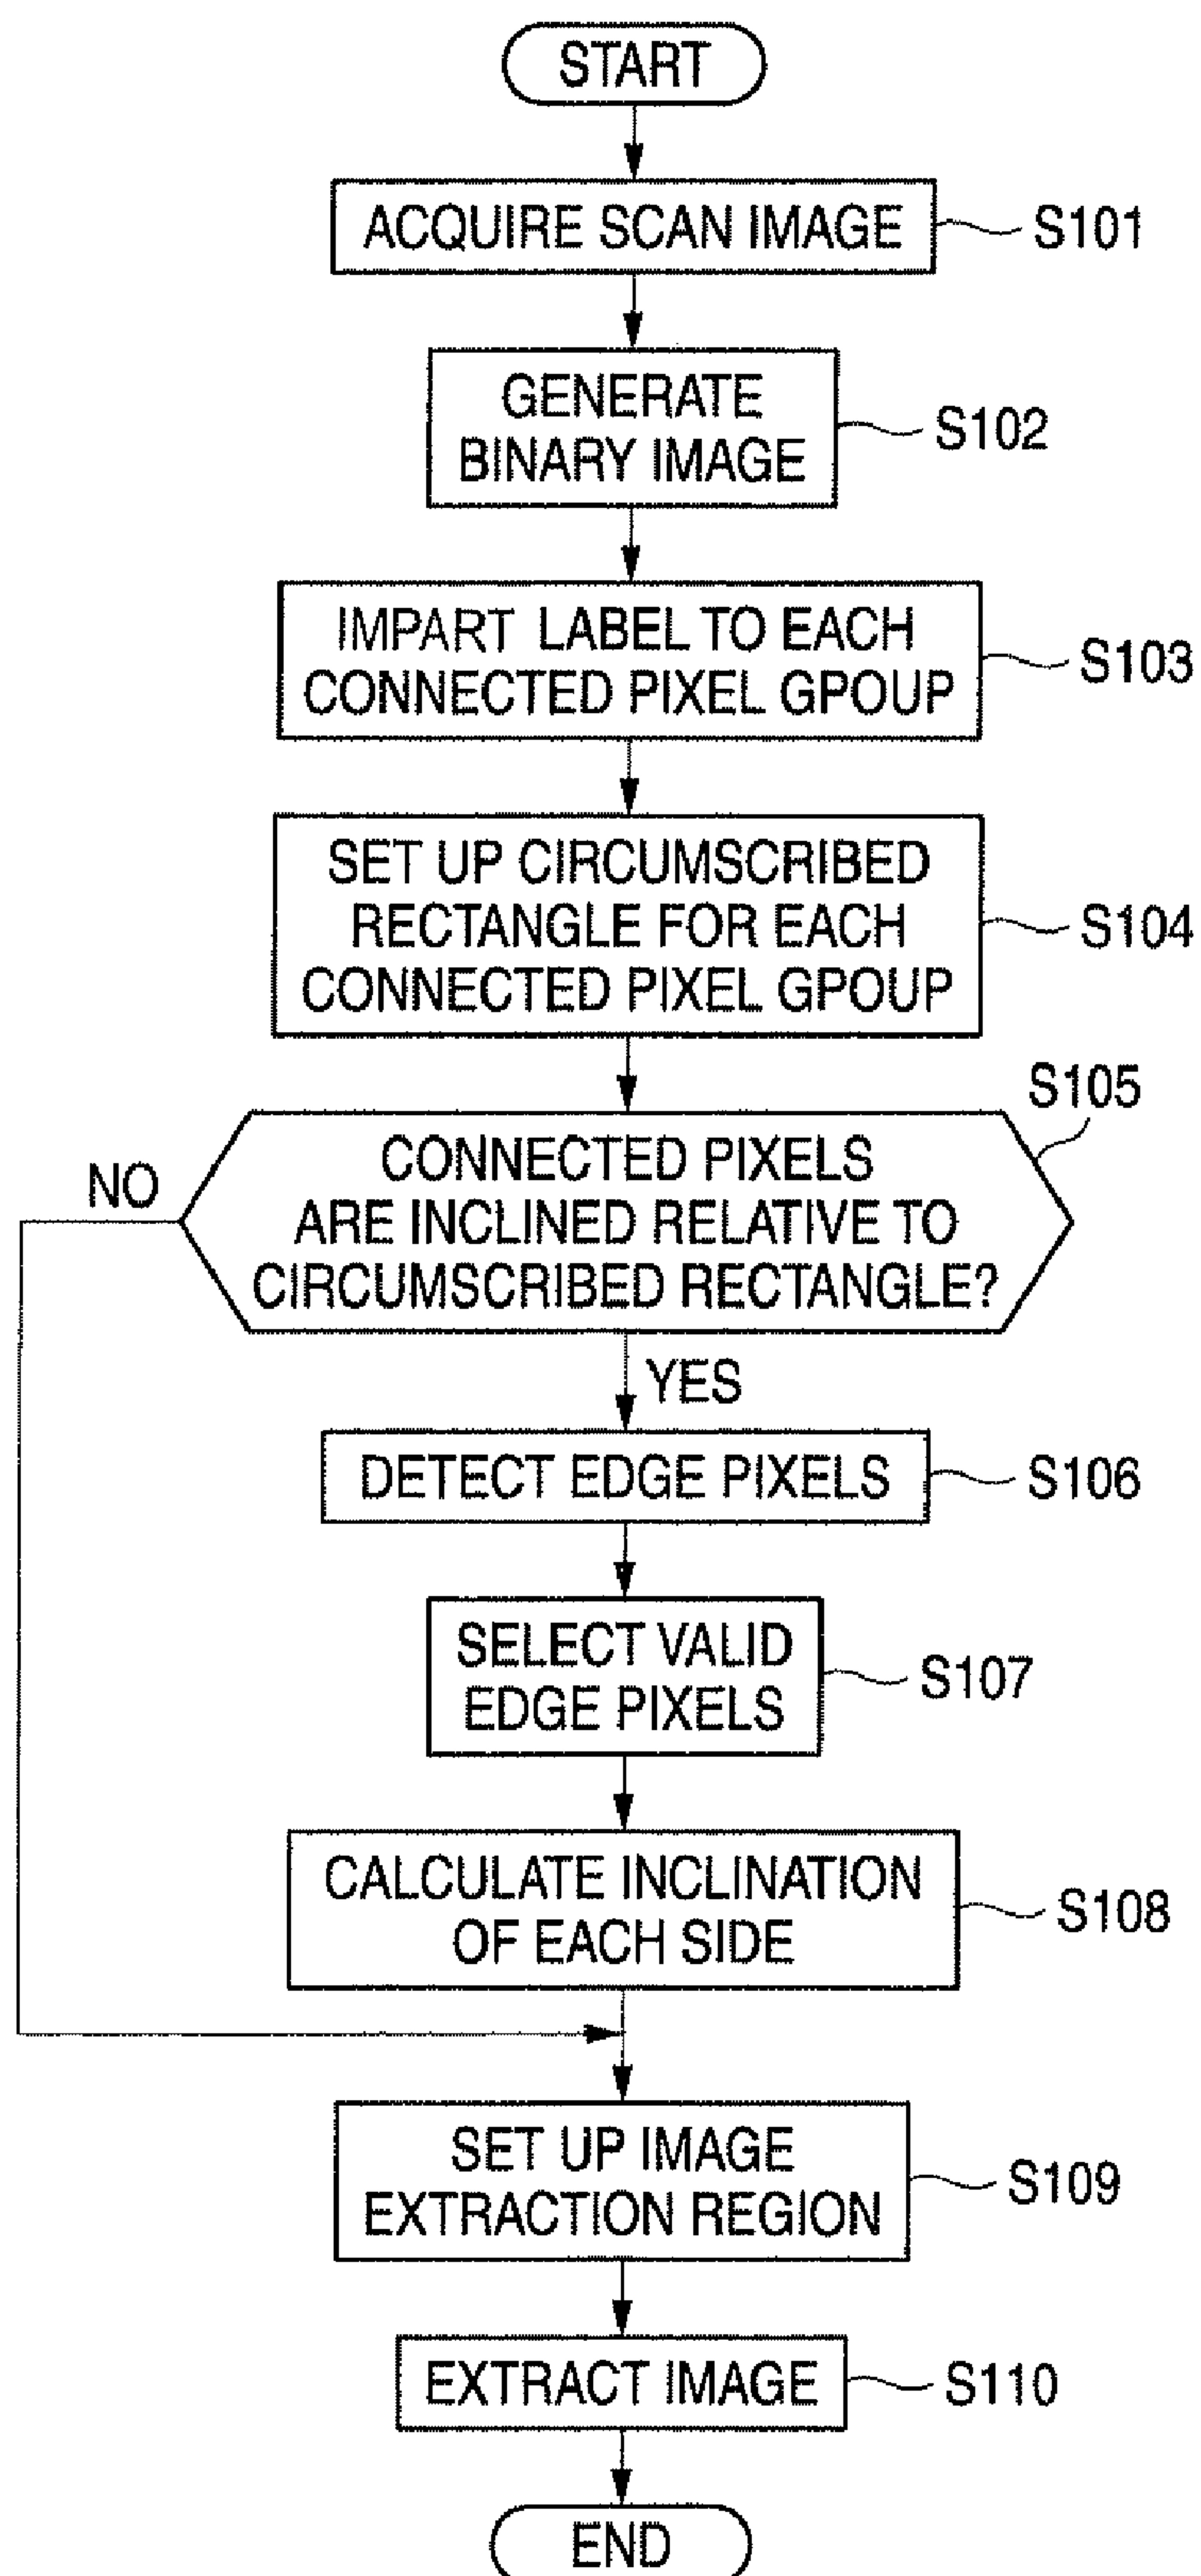 START
ACQUIRE SCAN IMAGE
S101
GENERATE
BINARY IMAGE
S102
IMPART LABEL TO EACH
CONNECTED PIXEL GPOUP
S103
SET UP CIRCUMSCRIBED
RECTANGLE FOR EACH
CONNECTED PIXEL GPOUP
S104
S105
CONNECTED PIXELS
ARE INCLINED RELATIVE TO
CIRCUMSCRIBED RECTANGLE?
NO
YES
DETECT EDGE PIXELS
S106
SELECT VALID
EDGE PIXELS
S107
CALCULATE INCLINATION
OF EACH SIDE
S108
SET UP IMAGE
EXTRACTION REGION
S109
EXTRACT IMAGE
S110
END